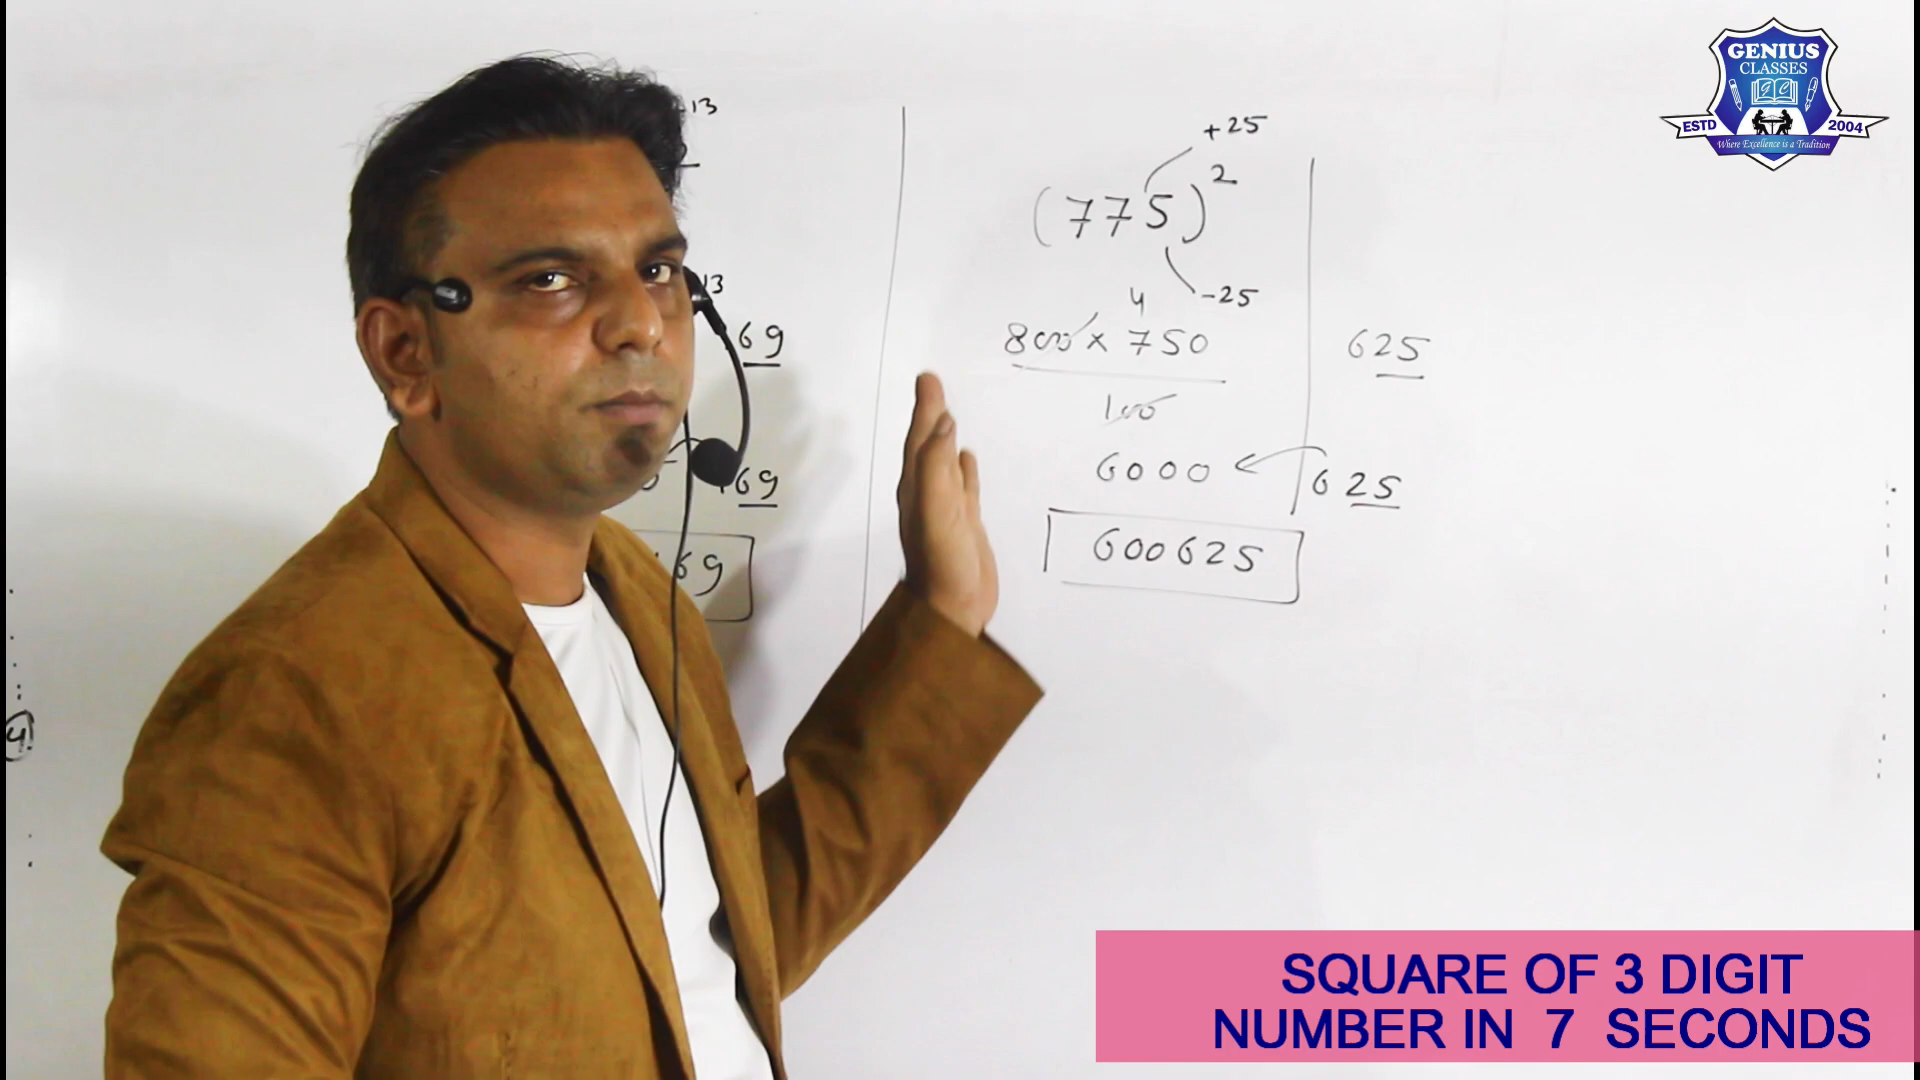 GENIUS
CLASSES
ESTD 2004
Where Excellence is a Tradition
13
13
69
69
69
+25
(775)²
-25
4
800 x 750
100
625
6000
625
600625
4
SQUARE OF 3 DIGIT
NUMBER IN 7 SECONDS